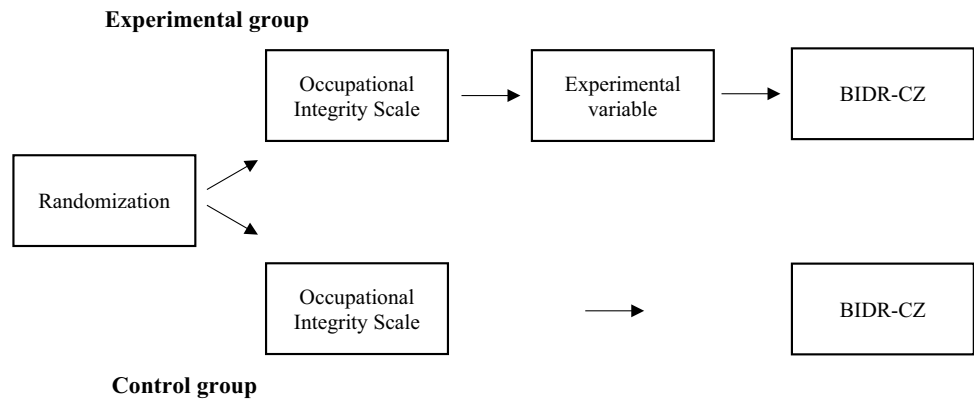 Experimental group
Occupational
Integrity Scale
Experimental
variable
BIDR-CZ
Randomization
Occupational
Integrity Scale
BIDR-CZ
Control group